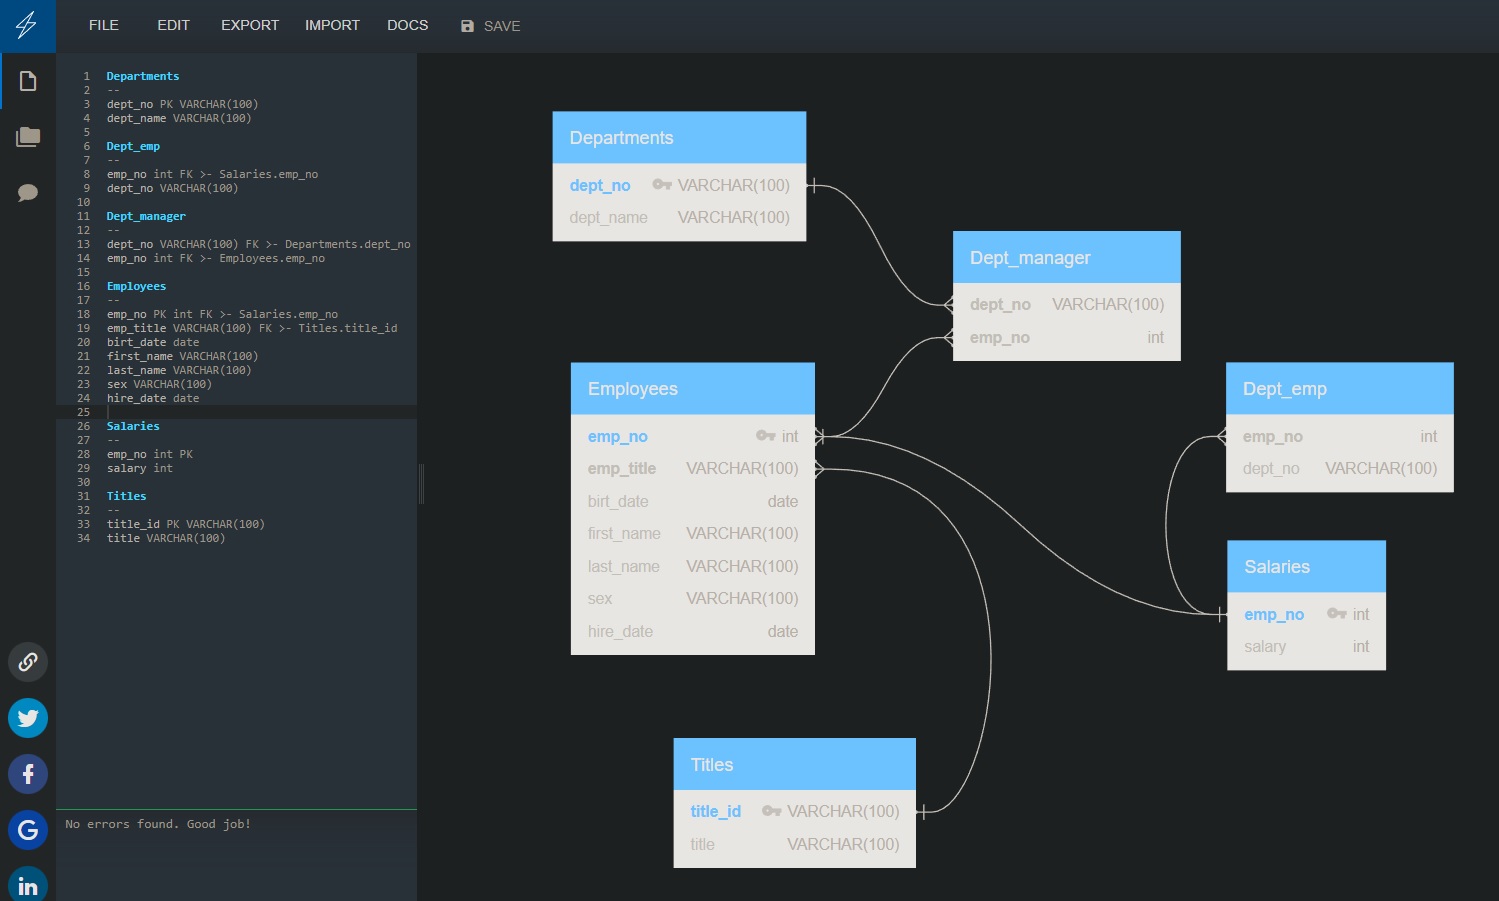 FILE EDIT EXPORT IMPORT DOCS SAVE
1 Departments
2 --
3 dept_no PK VARCHAR(100)
4 dept_name VARCHAR(100)
5
6 Dept_emp
7 --
8 emp_no int FK >- Salaries.emp_no
9 dept_no VARCHAR(100)
10
11 Dept_manager
12 --
13 dept_no VARCHAR(100) FK >- Departments.dept_no
14 emp_no int FK >- Employees.emp_no
15
16 Employees
17 --
18 emp_no PK int FK >- Salaries.emp_no
19 emp_title VARCHAR(100) FK >- Titles.title_id
20 birt_date date
21 first_name VARCHAR(100)
22 last_name VARCHAR(100)
23 sex VARCHAR(100)
24 hire_date date
25
26 Salaries
27 --
28 emp_no int PK
29 salary int
30
31 Titles
32 --
33 title_id PK VARCHAR(100)
34 title VARCHAR(100)
No errors found. Good job!
f
G
in
Departments
dept_no VARCHAR(100)
dept_name VARCHAR(100)
Dept_manager
dept_no VARCHAR(100)
emp_no int
Employees
emp_no int
emp_title VARCHAR(100)
birt_date date
first_name VARCHAR(100)
last_name VARCHAR(100)
sex VARCHAR(100)
hire_date date
Dept_emp
emp_no int
dept_no VARCHAR(100)
Salaries
emp_no int
salary int
Titles
title_id VARCHAR(100)
title VARCHAR(100)